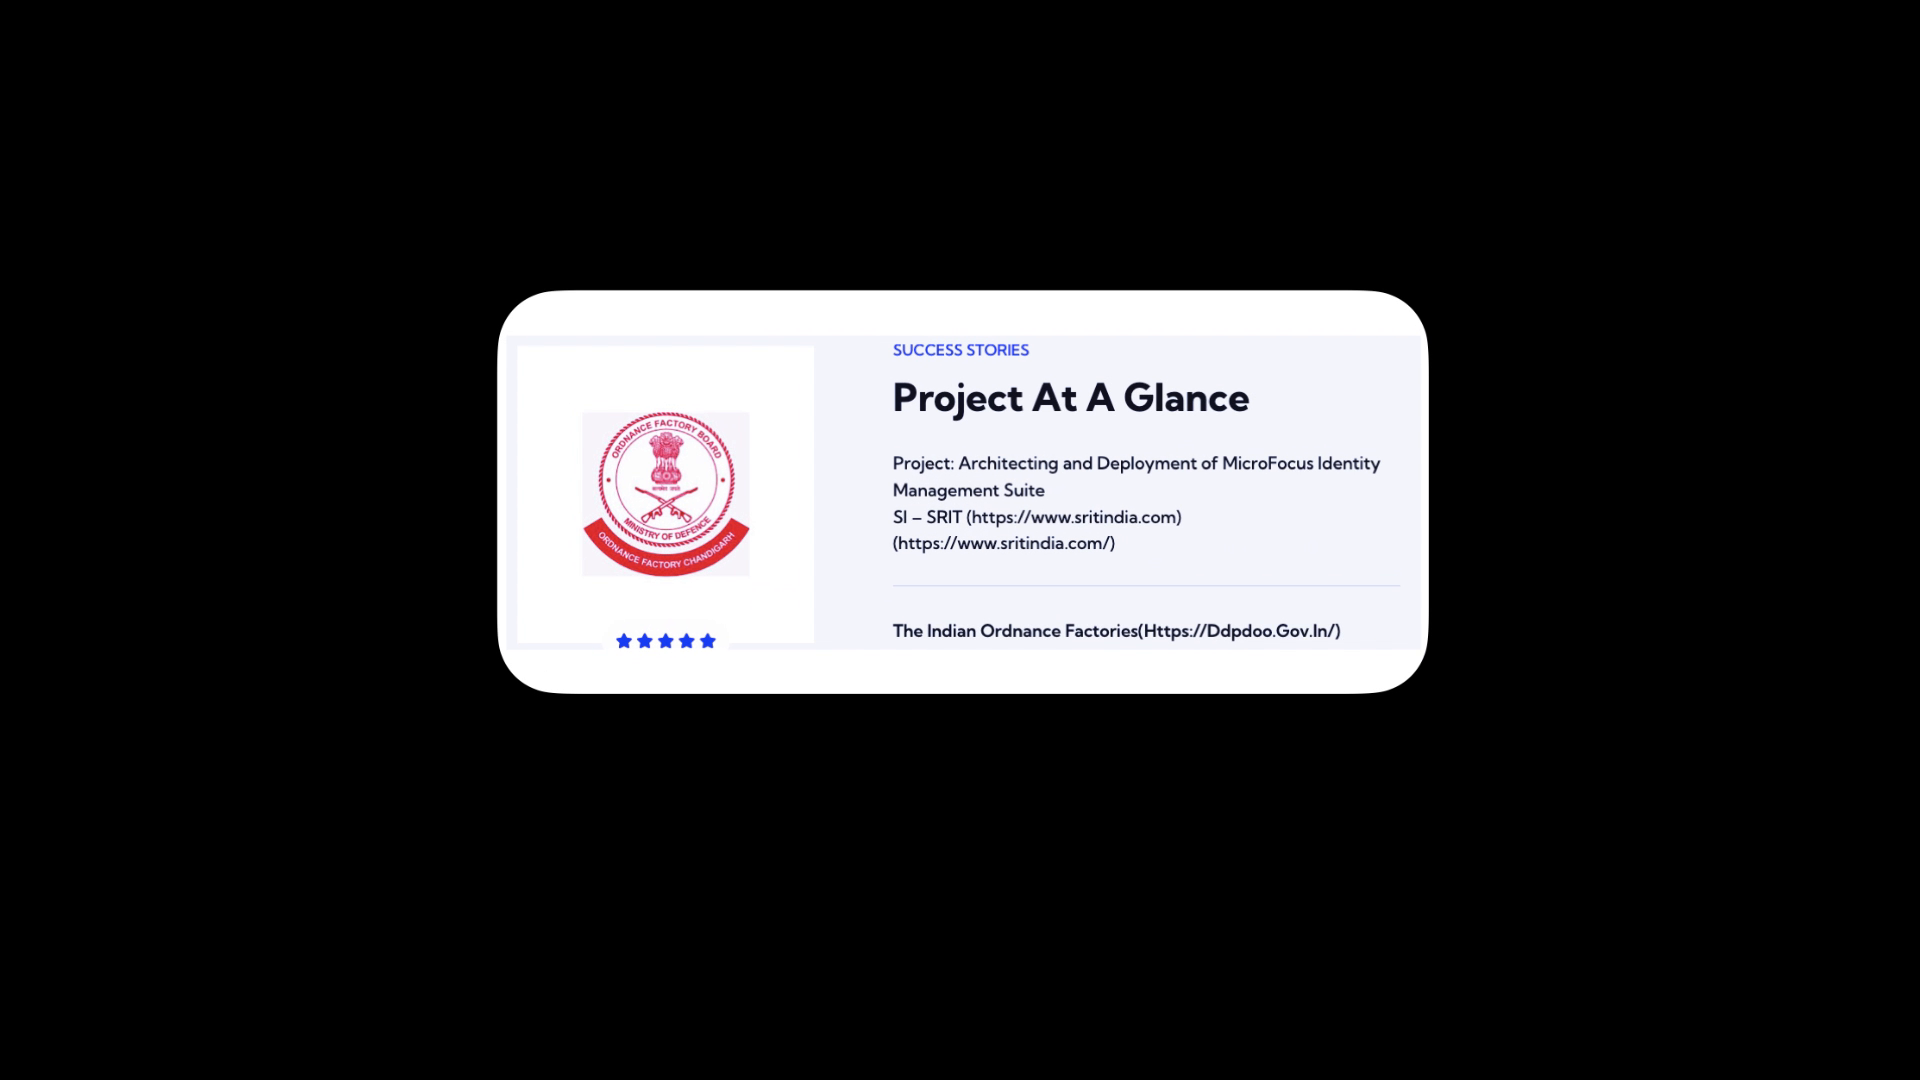 ORDNANCE FACTORY BOARD
MINISTRY OF DEFENCE
ORDNANCE FACTORY CHANDIGARH
SUCCESS STORIES
Project At A Glance
Project: Architecting and Deployment of MicroFocus Identity
Management Suite
SI – SRIT (https://www.sritindia.com)
(https://www.sritindia.com/)
The Indian Ordnance Factories(Https://Ddpdoo.Gov.In/)